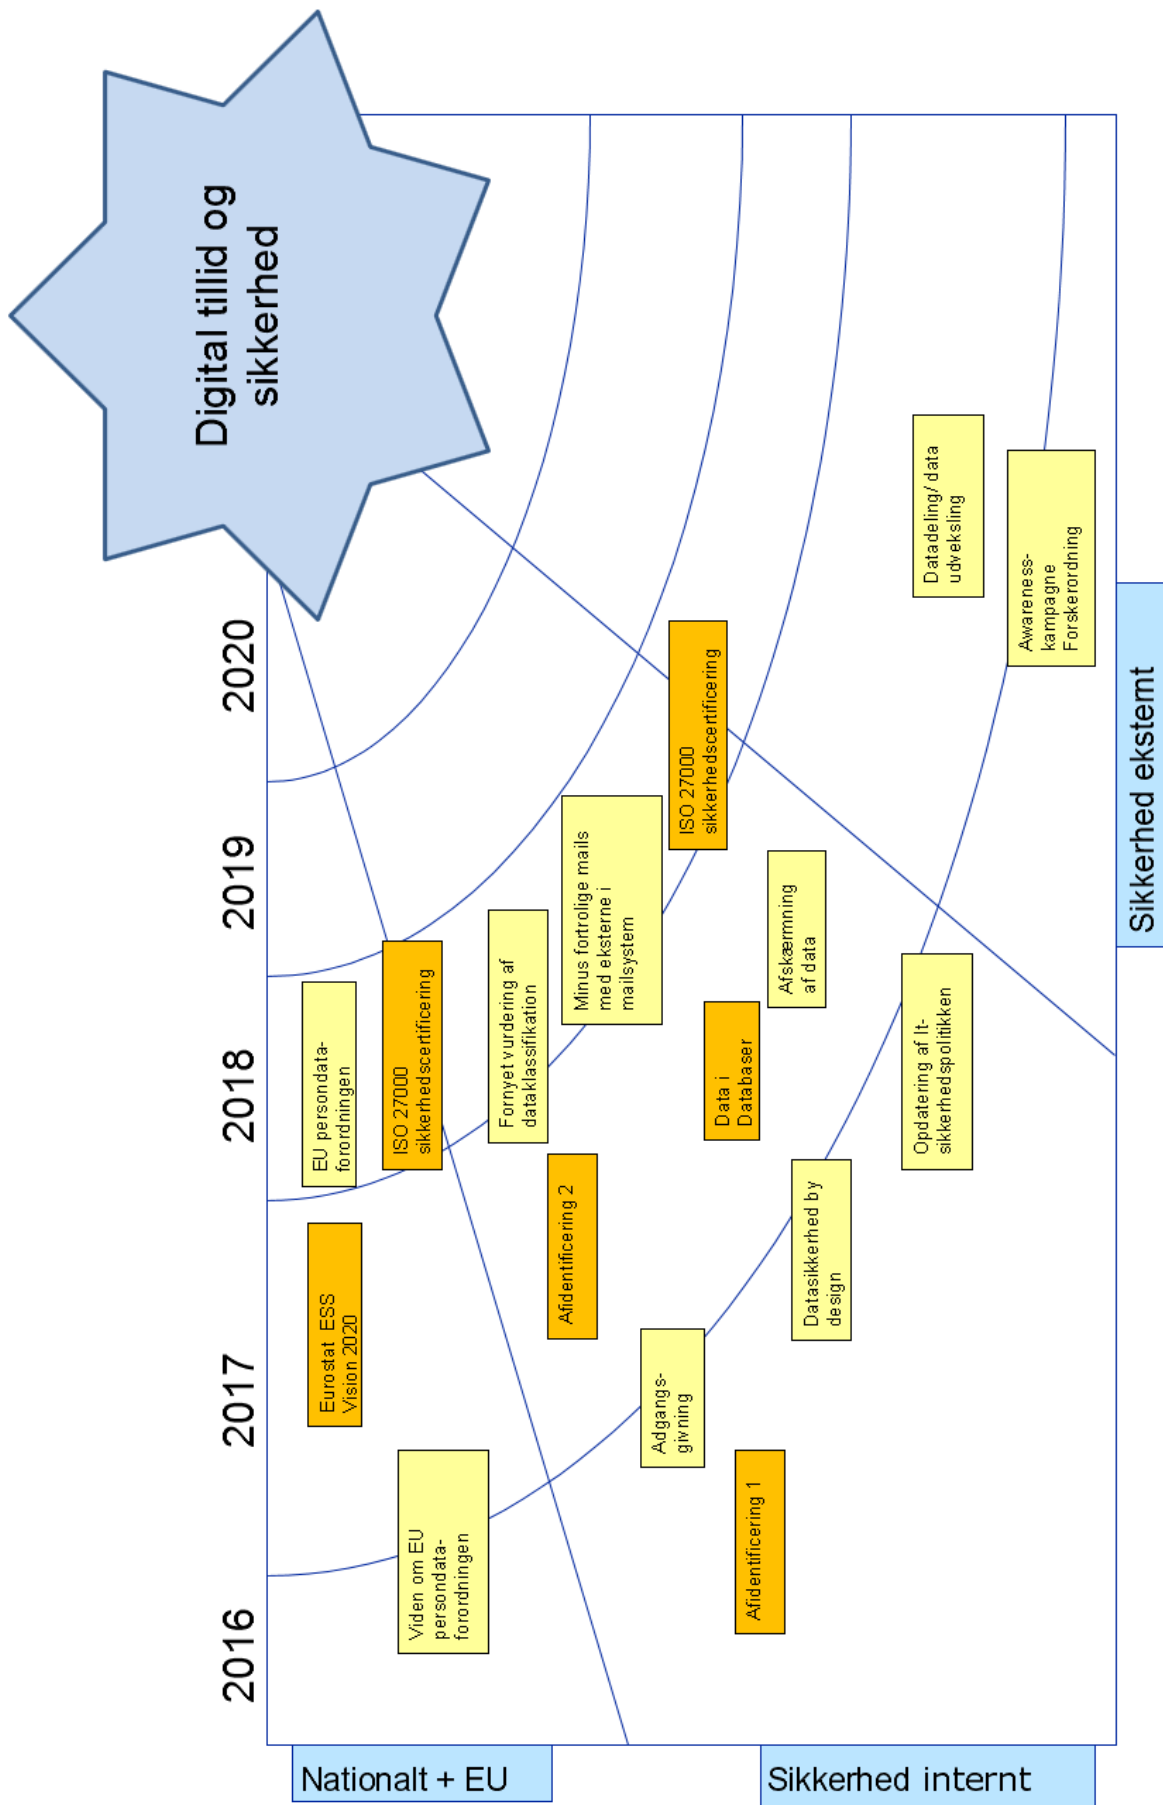 Digital tillid og
sikkerhed
2016
2017
2018
2019
2020
Nationalt + EU
Viden om EU
persondata-
forordningen
Eurostat ESS
Vision 2020
EU persondata-
forordningen
ISO 27000
sikkerhedscertificering
Sikkerhed internt
Afidentificering 1
Adgangs-
givning
Afidentificering 2
Fornyet vurdering af
dataklassifikation
Minus fortrolige mails
med eksterne i
mailsystem
ISO 27000
sikkerhedscertificering
Data i
Databaser
Afskærmning
af data
Datasikkerhed by
design
Opdatering af It-
sikkerhedspolitikken
Sikkerhed eksternt
Datadeling/ data
udveksling
Awareness-
kampagne
Forskerordning